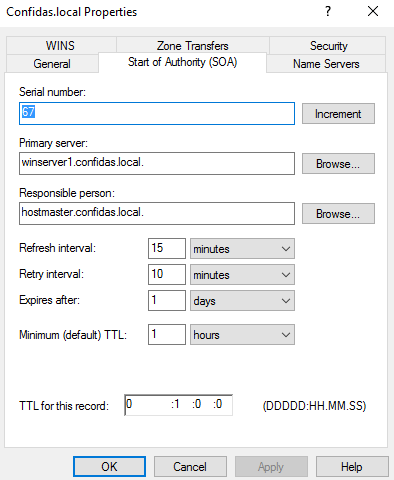 Confidas.local Properties ? ×
WINS Zone Transfers Security
General Start of Authority (SOA) Name Servers
Serial number:
67 Increment
Primary server:
winserver1.confidas.local. Browse...
Responsible person:
hostmaster.confidas.local. Browse...
Refresh interval: 15 minutes
Retry interval: 10 minutes
Expires after: 1 days
Minimum (default) TTL: 1 hours
TTL for this record: 0 :1 :0 :0 (DDDDD:HH.MM.SS)
OK Cancel Apply Help